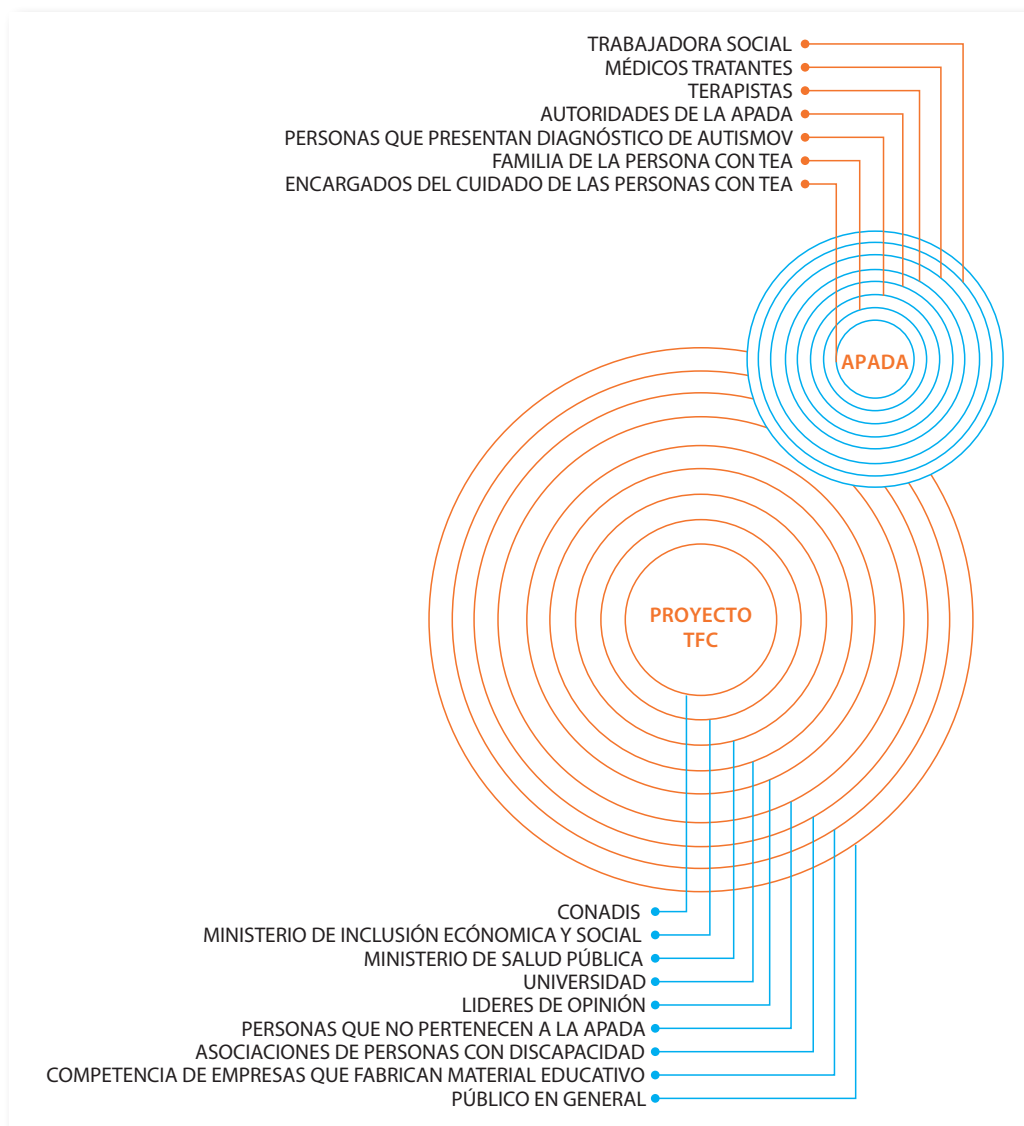 TRABAJADORA SOCIAL
MÉDICOS TRATANTES
TERAPISTAS
AUTORIDADES DE LA APADA
PERSONAS QUE PRESENTAN DIAGNÓSTICO DE AUTISMOV
FAMILIA DE LA PERSONA CON TEA
ENCARGADOS DEL CUIDADO DE LAS PERSONAS CON TEA
APADA
PROYECTO
TFC
CONADIS
MINISTERIO DE INCLUSIÓN ECÓNOMICA Y SOCIAL
MINISTERIO DE SALUD PÚBLICA
UNIVERSIDAD
LIDERES DE OPINIÓN
PERSONAS QUE NO PERTENECEN A LA APADA
ASOCIACIONES DE PERSONAS CON DISCAPACIDAD
COMPETENCIA DE EMPRESAS QUE FABRICAN MATERIAL EDUCATIVO
PÚBLICO EN GENERAL